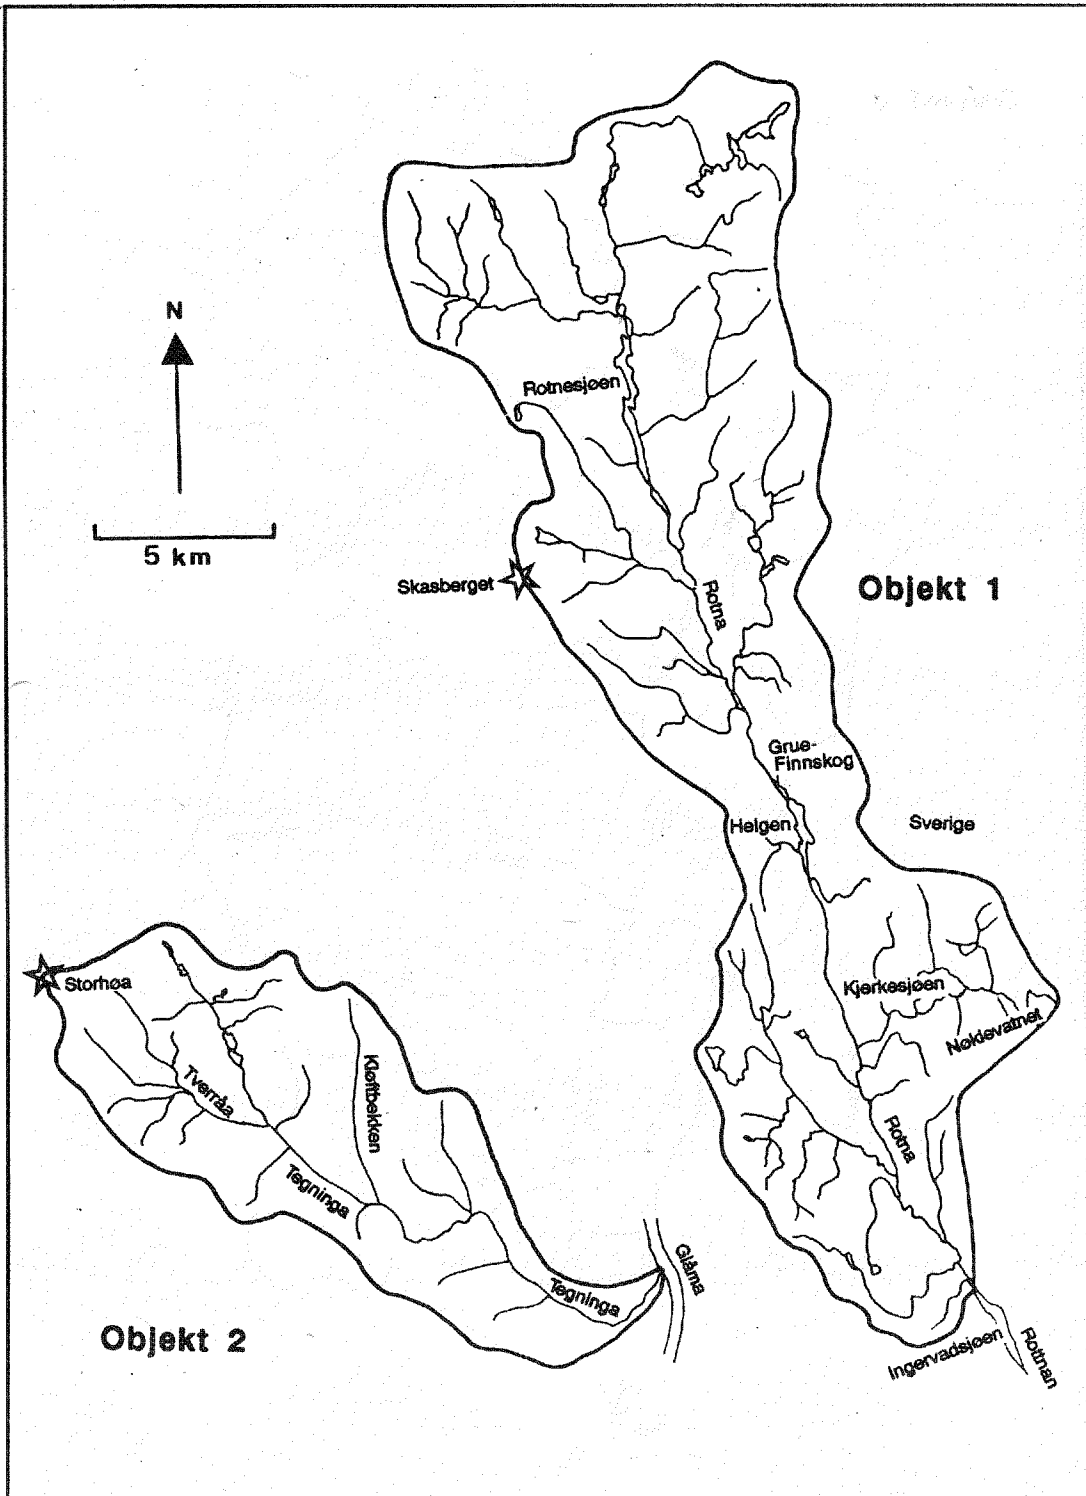 N
5 km
Rotnesjøen
Skasberget
Rotna
Objekt 1
Grue-
Finnskog
Helgen
Sverige
Kjerkesjøen
Nøklevatnet
Rotna
Ingervadsjøen
Rottnan
Storhøa
Tverråa
Kløftbekken
Tegninga
Tegninga
Glåma
Objekt 2